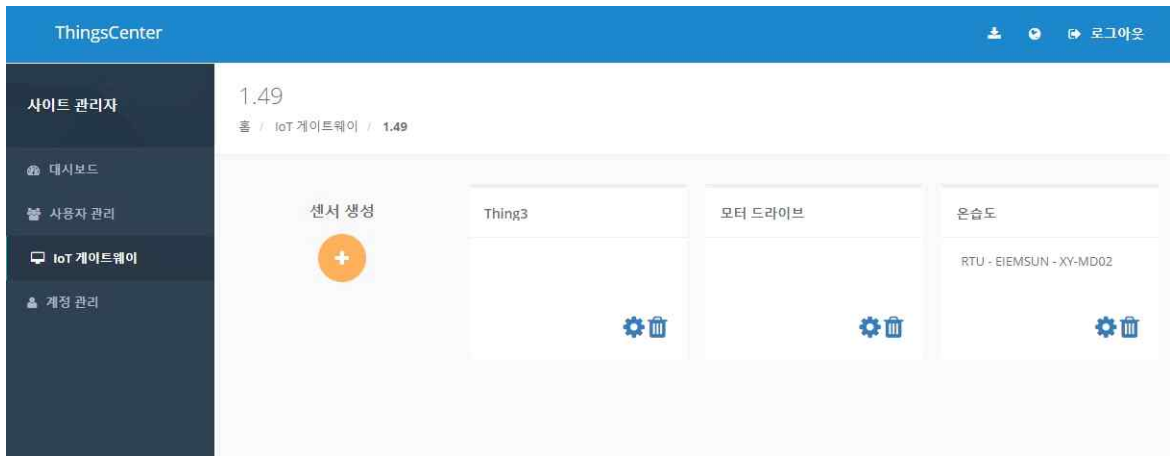 ThingsCenter
로그아웃
사이트 관리자
대시보드
사용자 관리
IoT 게이트웨이
계정 관리
1.49
홈 / IoT 게이트웨이 / 1.49
센서 생성
Thing3
모터 드라이브
온습도
RTU - EIEMSUN - XY-MD02